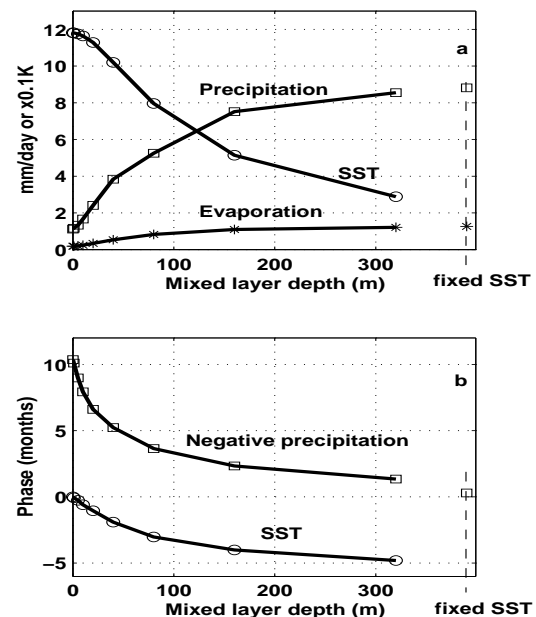 12
10
8
6
4
2
0
mm/day or x0.1K
a
Precipitation
SST
Evaporation
0 100 200 300
Mixed layer depth (m)
fixed SST
10
5
0
−5
Phase (months)
b
Negative precipitation
SST
0 100 200 300
Mixed layer depth (m)
fixed SST